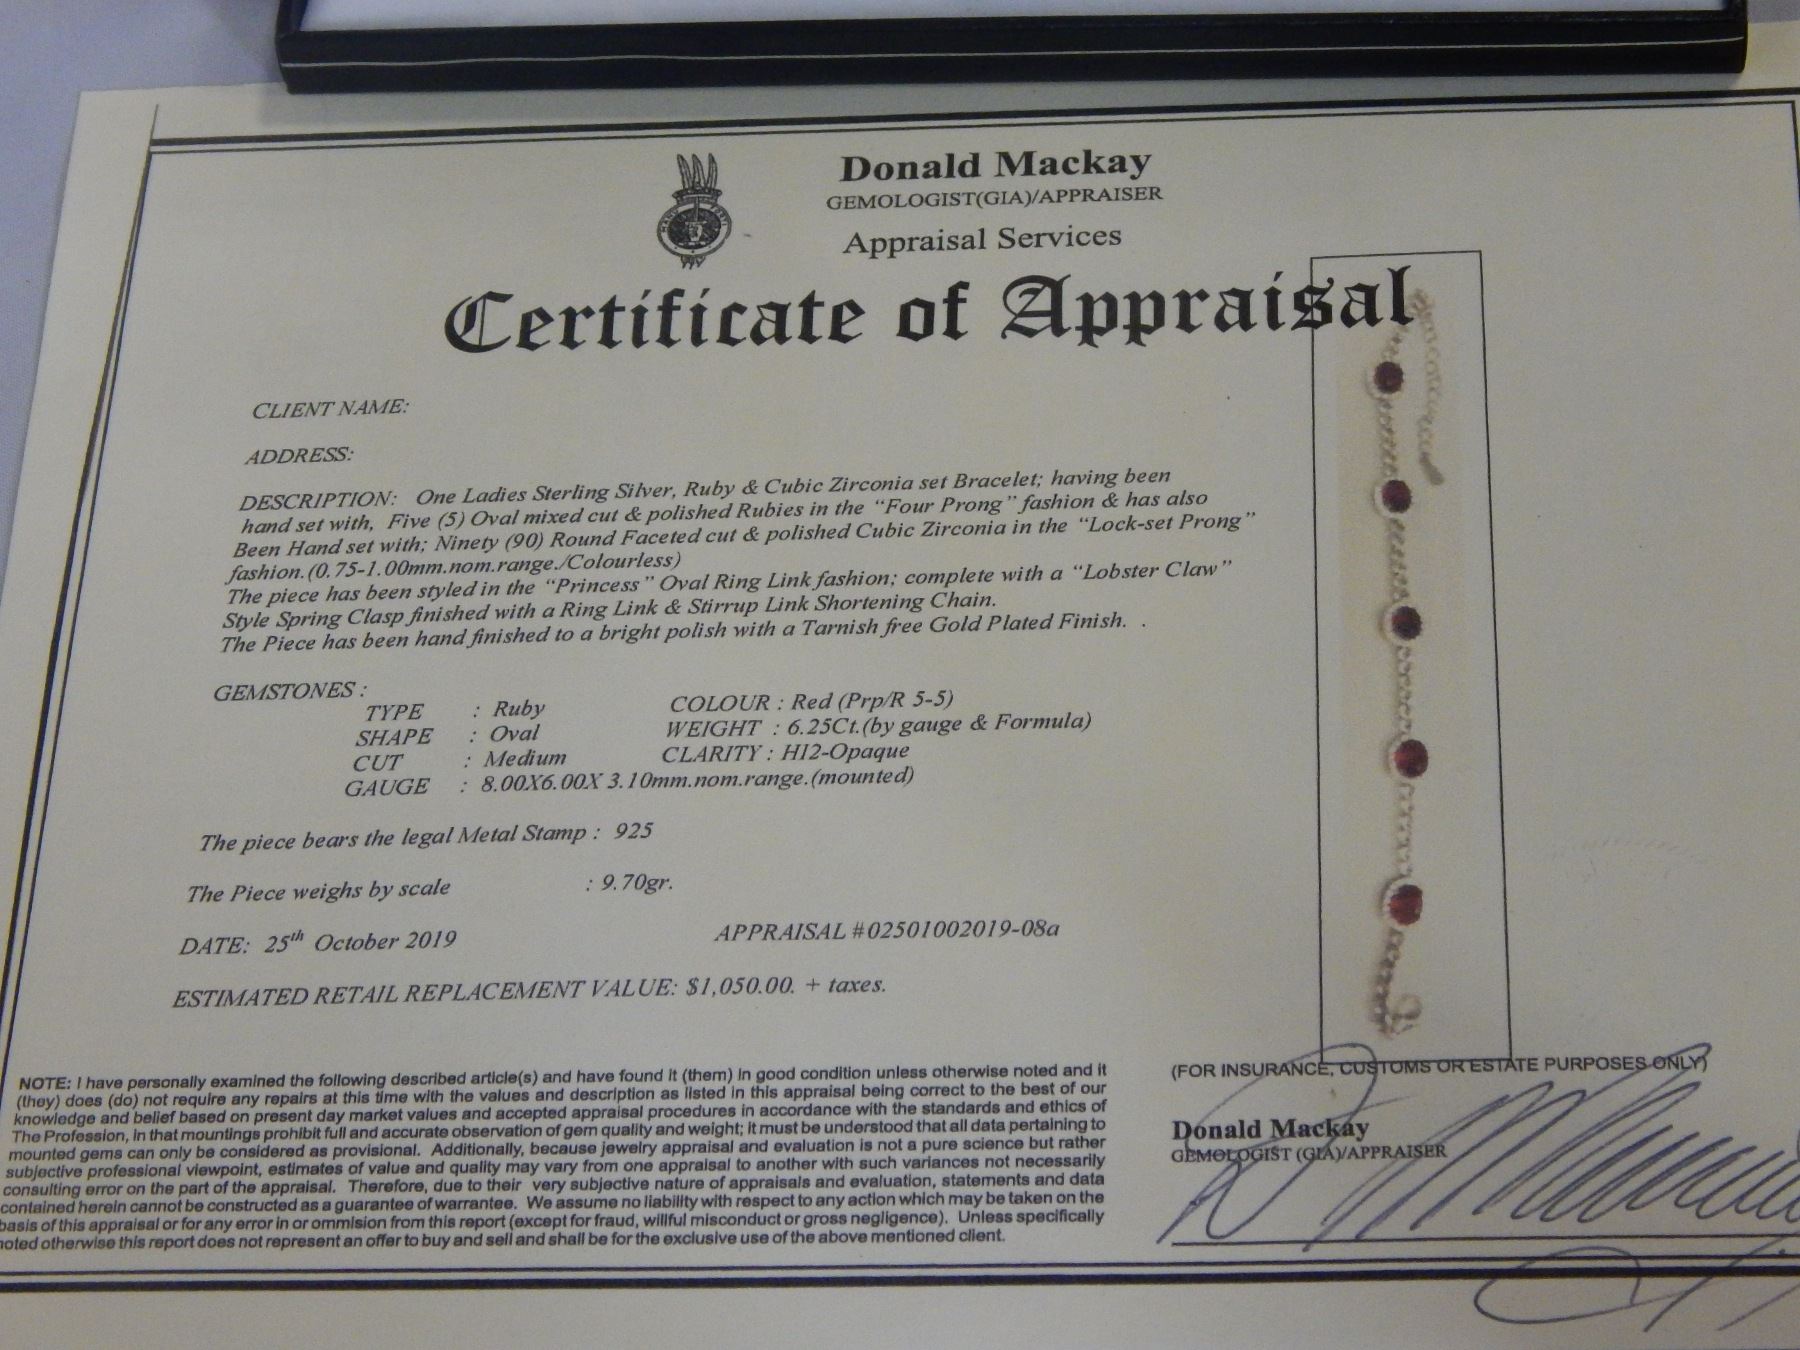 Donald Mackay
GEMOLOGIST(GIA)/APPRAISER
Appraisal Services
Certificate of Appraisal
CLIENT NAME:
ADDRESS:
DESCRIPTION: One Ladies Sterling Silver, Ruby & Cubic Zirconia set Bracelet; having been
hand set with, Five (5) Oval mixed cut & polished Rubies in the "Four Prong" fashion & has also
Been Hand set with; Ninety (90) Round Faceted cut & polished Cubic Zirconia in the "Lock-set Prong"
fashion.(0.75-1.00mm.nom.range./Colourless)
The piece has been styled in the "Princess" Oval Ring Link fashion; complete with a "Lobster Claw"
Style Spring Clasp finished with a Ring Link & Stirrup Link Shortening Chain.
The Piece has been hand finished to a bright polish with a Tarnish free Gold Plated Finish. .
GEMSTONES :
TYPE : Ruby COLOUR : Red (Prp/R 5-5)
SHAPE : Oval WEIGHT : 6.25Ct.(by gauge & Formula)
CUT : Medium CLARITY : HI2-Opaque
GAUGE : 8.00X6.00X 3.10mm.nom.range.(mounted)
The piece bears the legal Metal Stamp : 925
The Piece weighs by scale : 9.70gr.
DATE: 25th October 2019 APPRAISAL #02501002019-08a
ESTIMATED RETAIL REPLACEMENT VALUE: $1,050.00. + taxes.
NOTE: I have personally examined the following described article(s) and have found it (them) in good condition unless otherwise noted and it
(they) does (do) not require any repairs at this time with the values and description as listed in this appraisal being correct to the best of our
knowledge and belief based on present day market values and accepted appraisal procedures in accordance with the standards and ethics of
The Profession, in that mountings prohibit full and accurate observation of gem quality and weight; it must be understood that all data pertaining to
mounted gems can only be considered as provisional. Additionally, because jewelry appraisal and evaluation is not a pure science but rather
subjective professional viewpoint, estimates of value and quality may vary from one appraisal to another with such variances not necessarily
consulting error on the part of the appraisal. Therefore, due to their very subjective nature of appraisals and evaluation, statements and data
contained herein cannot be constructed as a guarantee of warrantee. We assume no liability with respect to any action which may be taken on the
basis of this appraisal or for any error in or ommision from this report (except for fraud, willful misconduct or gross negligence). Unless specifically
noted otherwise this report does not represent an offer to buy and sell and shall be for the exclusive use of the above mentioned client.
(FOR INSURANCE, CUSTOMS OR ESTATE PURPOSES ONLY)
Donald Mackay
GEMOLOGIST (GIA)/APPRAISER